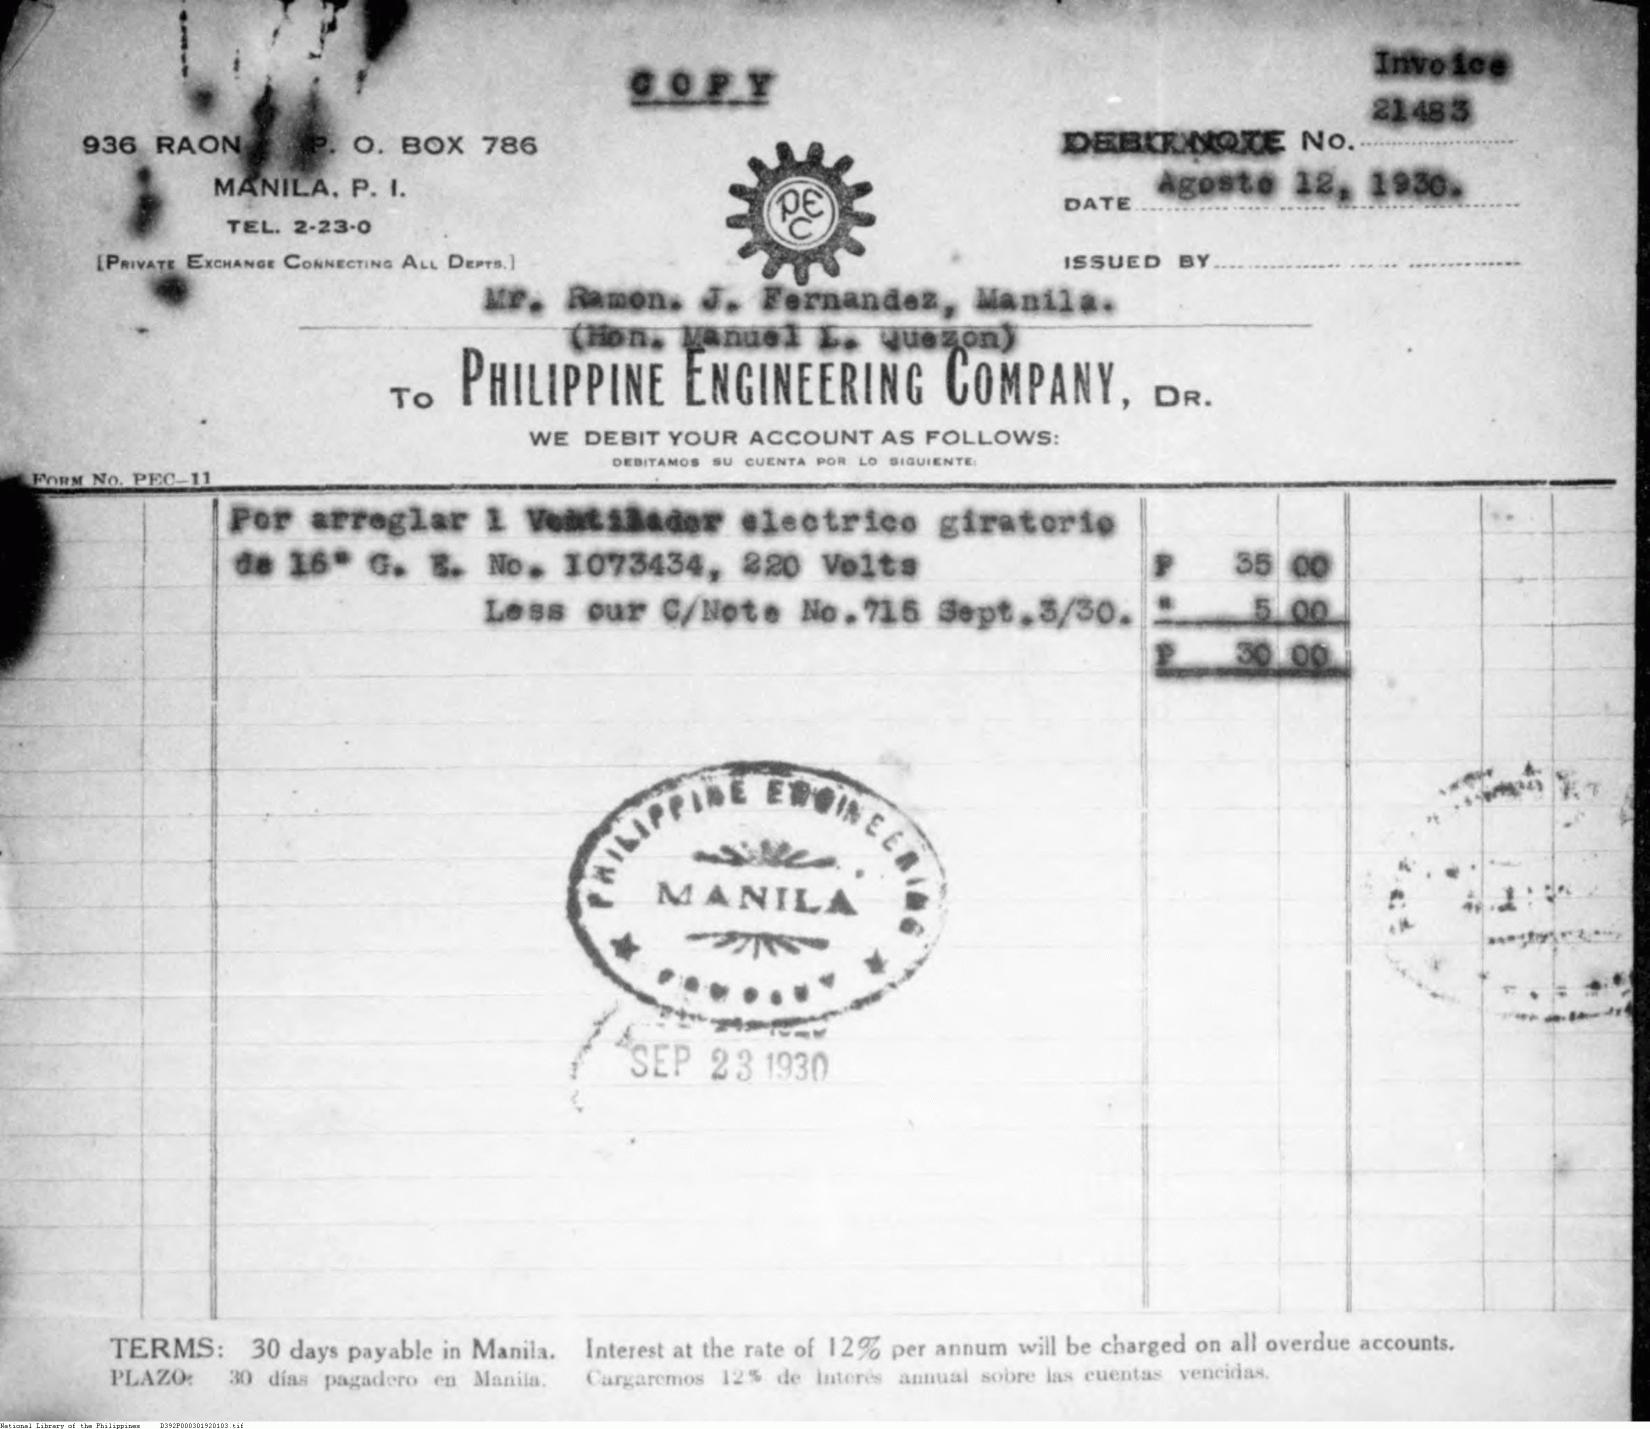 COPY
Invoice
21483
936 RAON P. O. BOX 786
MANILA, P. I.
TEL. 2-23-0
[PRIVATE EXCHANGE CONNECTING ALL DEPTS.]
PEC
DEBIT NOTE No.
DATE Agosto 12, 1930.
ISSUED BY
Mr. Ramon. J. Fernandez, Manila.
(Hon. Manuel L. Quezon)
TO PHILIPPINE ENGINEERING COMPANY, DR.
WE DEBIT YOUR ACCOUNT AS FOLLOWS:
DEBITAMOS SU CUENTA POR LO SIGUIENTE:
FORM NO. PEC-11
Por arreglar 1 Ventilador electrico giratorio
de 16" G. E. No. 1073434, 220 Volts P 35 00
Less our C/Note No.715 Sept.3/30. " 5 00
P 30 00
PHILIPPINE ENGINEERING
MANILA
COMPANY
SEP 23 1930
TERMS: 30 days payable in Manila. Interest at the rate of 12% per annum will be charged on all overdue accounts.
PLAZO: 30 días pagadero en Manila. Cargaremos 12% de interés annual sobre las cuentas vencidas.
National Library of the Philippines D392P000301920103.tif